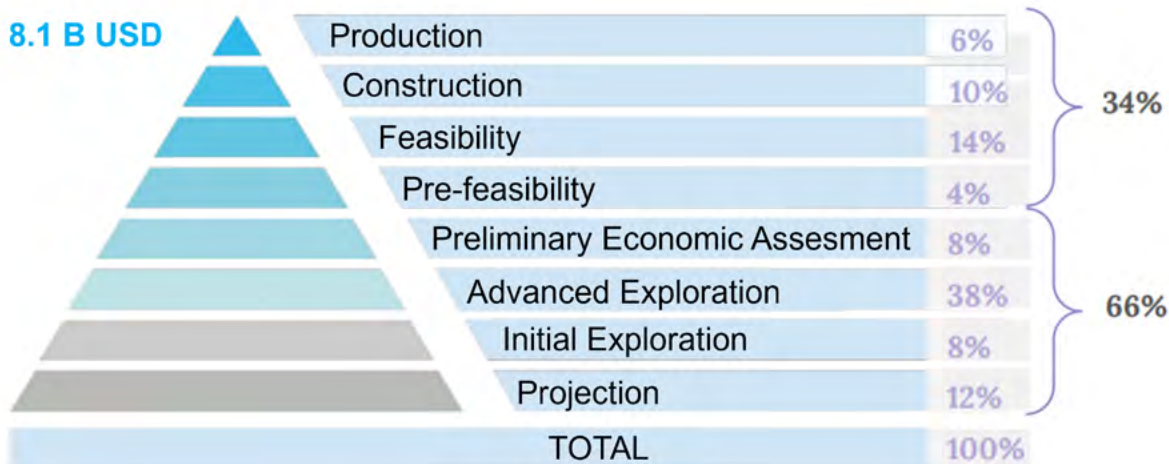 8.1 B USD
Production 6%
Construction 10%
34%
Feasibility 14%
Pre-feasibility 4%
Preliminary Economic Assesment 8%
Advanced Exploration 38%
66%
Initial Exploration 8%
Projection 12%
TOTAL 100%